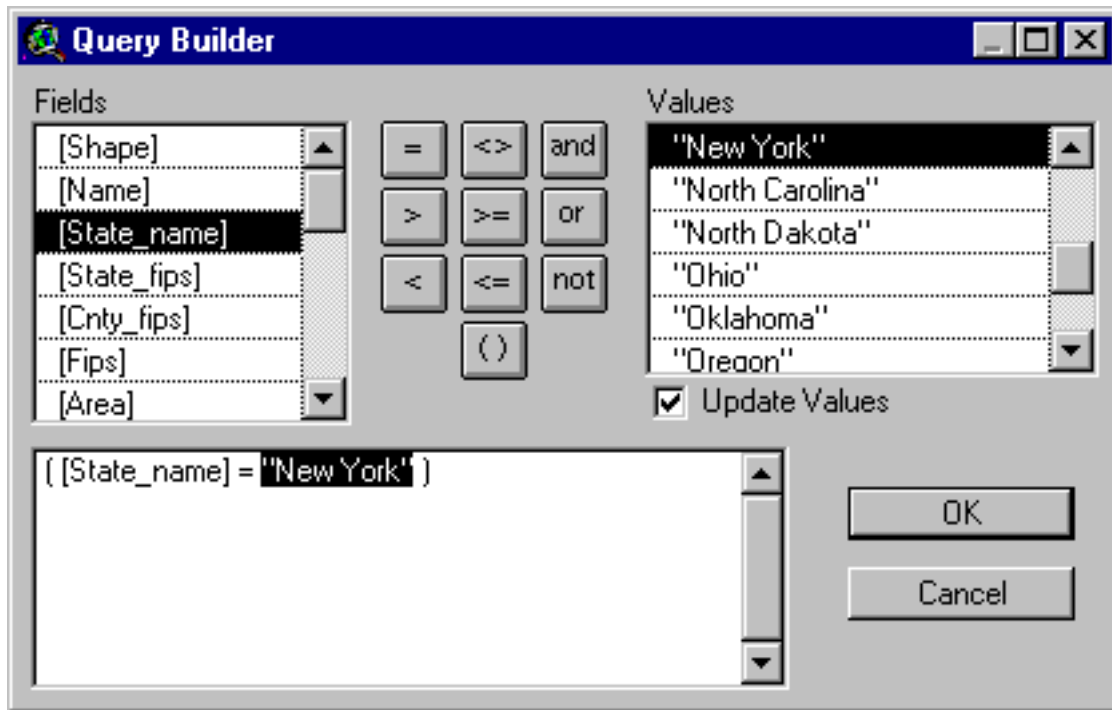 Query Builder
Fields
[Shape]
[Name]
[State_name]
[State_fips]
[Cnty_fips]
[Fips]
[Area]
= <> and
> >= or
< <= not
( )
Values
"New York"
"North Carolina"
"North Dakota"
"Ohio"
"Oklahoma"
"Oregon"
Update Values
( [State_name] = "New York" )
OK
Cancel